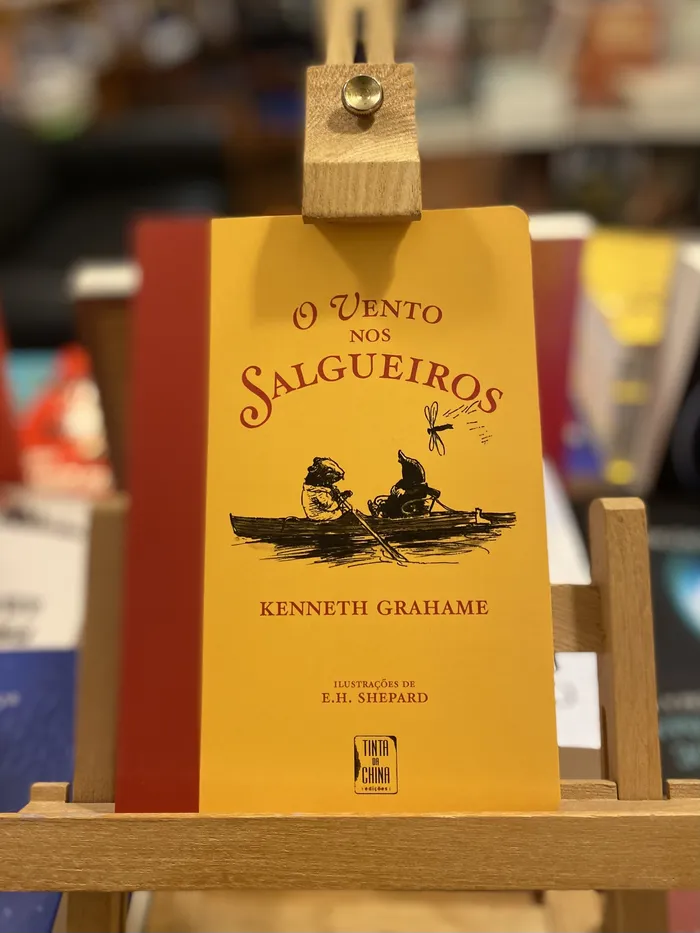 O Vento
nos
Salgueiros
KENNETH GRAHAME
ILUSTRAÇÕES DE
E.H. SHEPARD
TINTA
DA
CHINA
edições